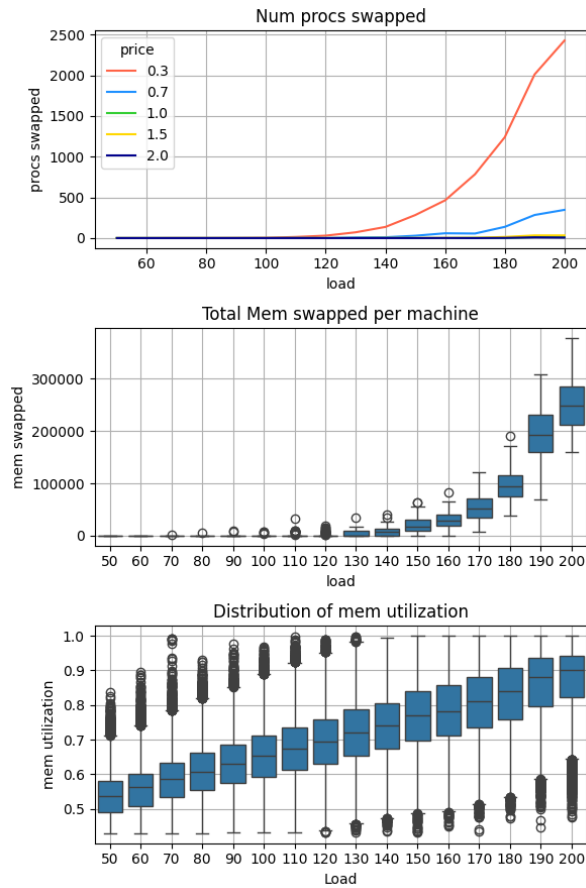 Num procs swapped
2500
2000
1500
1000
500
0
procs swapped
price
0.3
0.7
1.0
1.5
2.0
60 80 100 120 140 160 180 200
load
Total Mem swapped per machine
300000
200000
100000
0
mem swapped
50 60 70 80 90 100 110 120 130 140 150 160 170 180 190 200
load
Distribution of mem utilization
1.0
0.9
0.8
0.7
0.6
0.5
mem utilization
50 60 70 80 90 100 110 120 130 140 150 160 170 180 190 200
Load